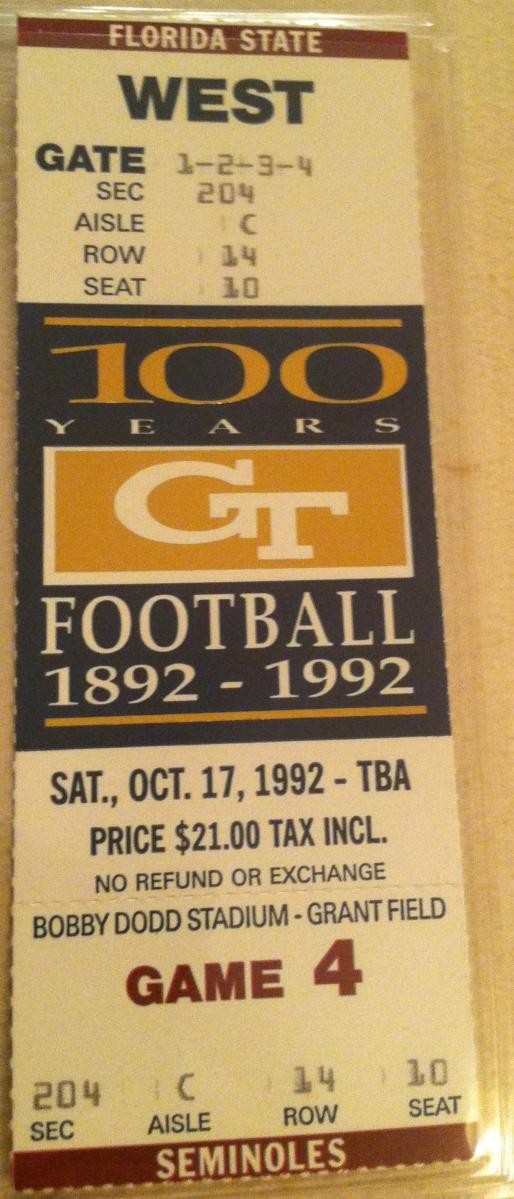 FLORIDA STATE
WEST
GATE 1-2-3-4
SEC 204
AISLE C
ROW 14
SEAT 10
100
YEARS
GT
FOOTBALL
1892 - 1992
SAT., OCT. 17, 1992 - TBA
PRICE $21.00 TAX INCL.
NO REFUND OR EXCHANGE
BOBBY DODD STADIUM - GRANT FIELD
GAME 4
204 C 14 10
SEC AISLE ROW SEAT
SEMINOLES